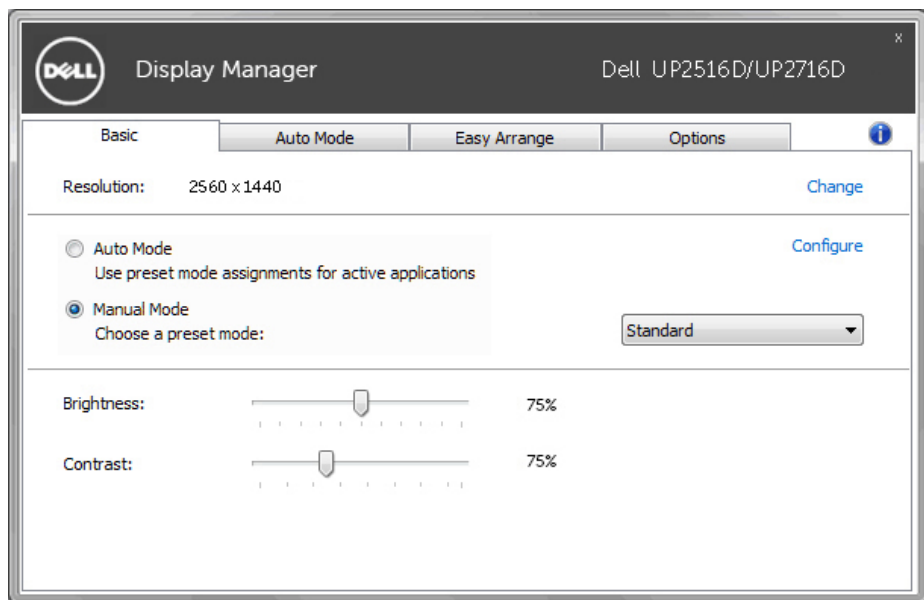 x
DELL Display Manager Dell UP2516D/UP2716D
Basic Auto Mode Easy Arrange Options i
Resolution: 2560 x 1440 Change
Auto Mode Configure
Use preset mode assignments for active applications
Manual Mode
Choose a preset mode: Standard
Brightness: 75%
Contrast: 75%